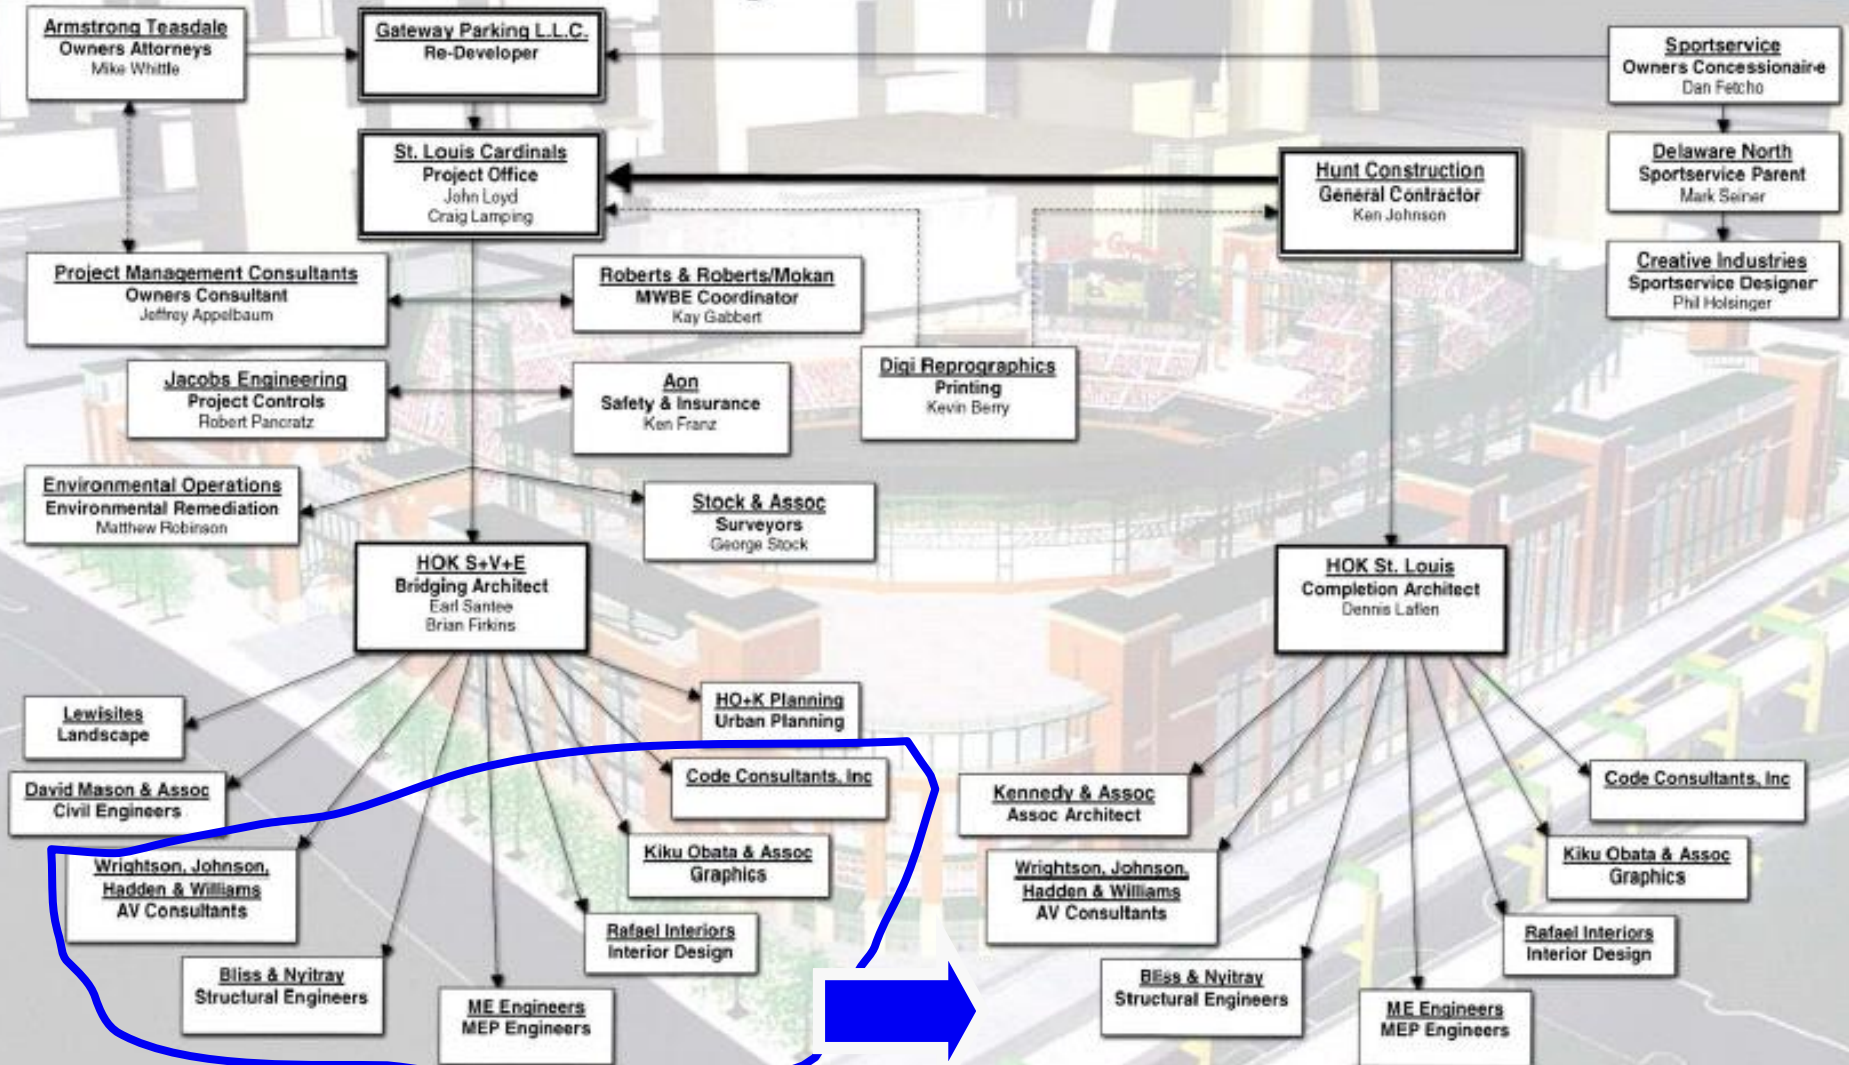 Armstrong Teasdale
Owners Attorneys
Mike Whittle
Gateway Parking L.L.C.
Re-Developer
Sportservice
Owners Concessionaire
Dan Fetcho
St. Louis Cardinals
Project Office
John Loyd
Craig Lamping
Hunt Construction
General Contractor
Ken Johnson
Delaware North
Sportservice Parent
Mark Seiner
Project Management Consultants
Owners Consultant
Jeffrey Appelbaum
Roberts & Roberts/Mokan
MWBE Coordinator
Kay Gabbert
Creative Industries
Sportservice Designer
Phil Holsinger
Jacobs Engineering
Project Controls
Robert Pancratz
Aon
Safety & Insurance
Ken Franz
Digi Reprographics
Printing
Kevin Berry
Environmental Operations
Environmental Remediation
Matthew Robinson
Stock & Assoc
Surveyors
George Stock
HOK S+V+E
Bridging Architect
Earl Santee
Brian Firkins
HOK St. Louis
Completion Architect
Dennis Laflen
Lewisites
Landscape
HO+K Planning
Urban Planning
David Mason & Assoc
Civil Engineers
Code Consultants, Inc
Wrightson, Johnson,
Hadden & Williams
AV Consultants
Kiku Obata & Assoc
Graphics
Rafael Interiors
Interior Design
Bliss & Nyitray
Structural Engineers
ME Engineers
MEP Engineers
Kennedy & Assoc
Assoc Architect
Code Consultants, Inc
Wrightson, Johnson,
Hadden & Williams
AV Consultants
Kiku Obata & Assoc
Graphics
Rafael Interiors
Interior Design
Bliss & Nyitray
Structural Engineers
ME Engineers
MEP Engineers